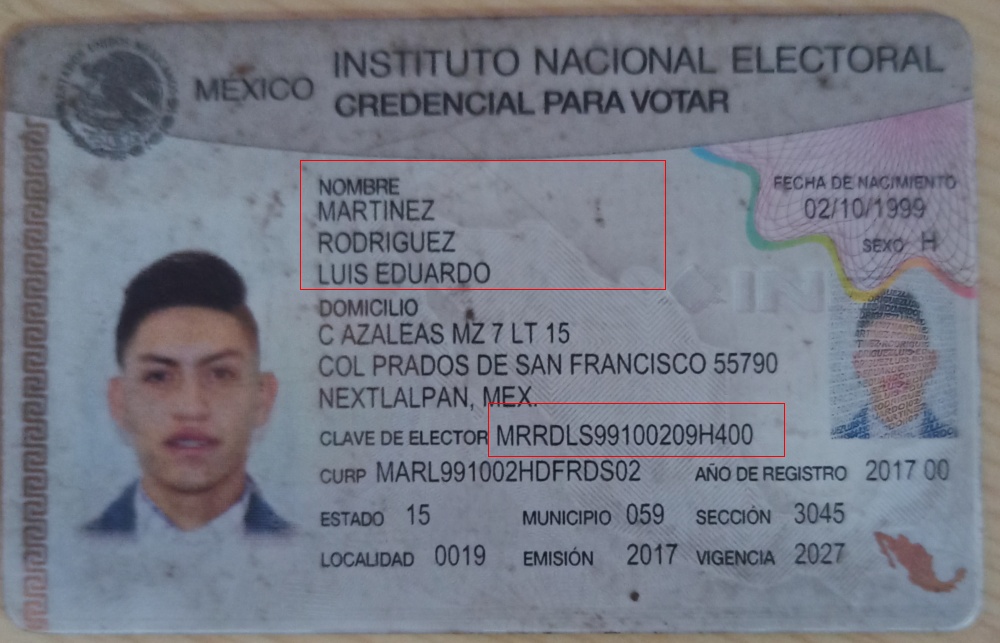 MÉXICO INSTITUTO NACIONAL ELECTORAL
CREDENCIAL PARA VOTAR
NOMBRE
MARTINEZ
RODRIGUEZ
LUIS EDUARDO
FECHA DE NACIMIENTO
02/10/1999
SEXO H
DOMICILIO
C AZALEAS MZ 7 LT 15
COL PRADOS DE SAN FRANCISCO 55790
NEXTLALPAN, MEX.
CLAVE DE ELECTOR MRRDLS99100209H400
CURP MARL991002HDFRDS02 AÑO DE REGISTRO 2017 00
ESTADO 15 MUNICIPIO 059 SECCIÓN 3045
LOCALIDAD 0019 EMISIÓN 2017 VIGENCIA 2027